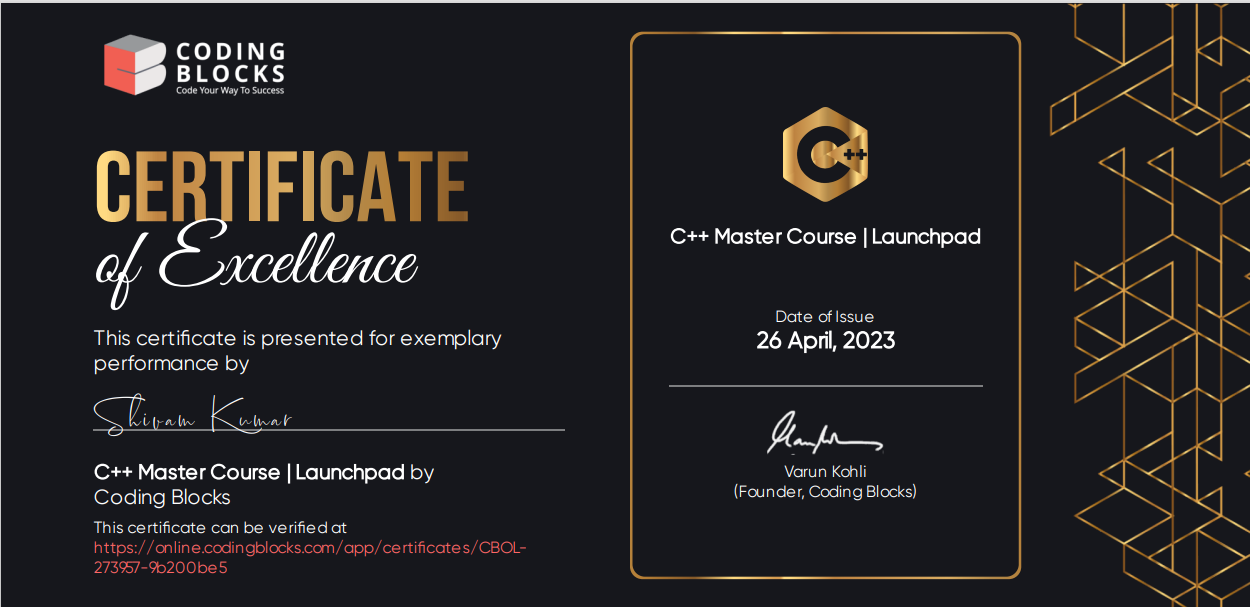 CODING
BLOCKS
Code Your Way To Success
CERTIFICATE
of Excellence
This certificate is presented for exemplary
performance by
Shivam Kumar
C++ Master Course | Launchpad by
Coding Blocks
This certificate can be verified at
https://online.codingblocks.com/app/certificates/CBOL-
273957-9b200be5
C++
C++ Master Course | Launchpad
Date of Issue
26 April, 2023
Varun Kohli
(Founder, Coding Blocks)